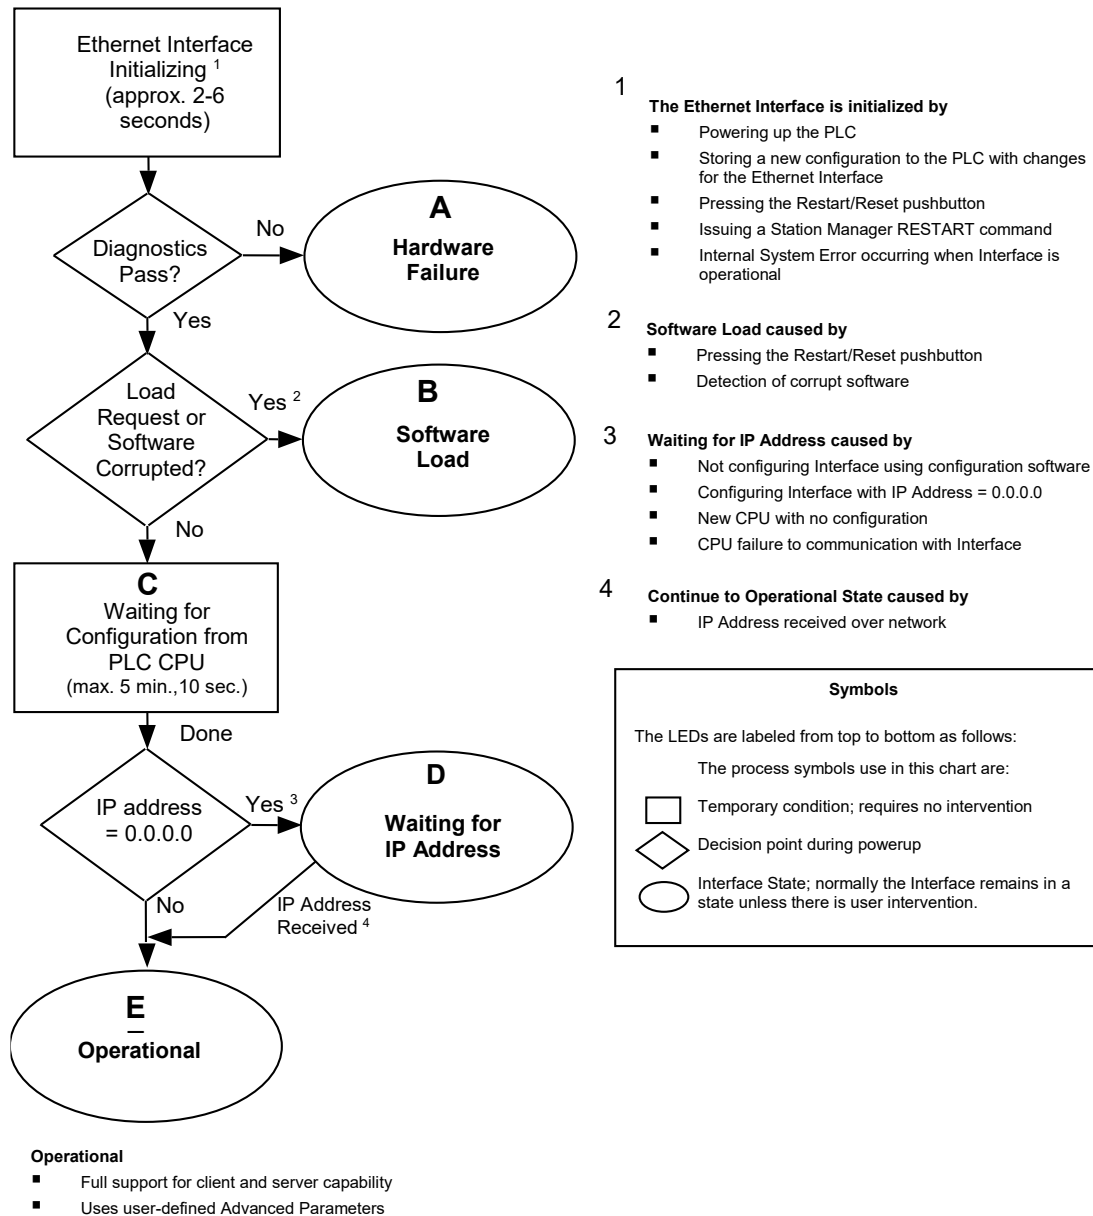 Ethernet Interface
Initializing 1
(approx. 2-6
seconds)
Diagnostics
Pass?
No
A
Hardware
Failure
Yes
Load
Request or
Software
Corrupted?
Yes 2
B
Software
Load
No
C
Waiting for
Configuration from
PLC CPU
(max. 5 min.,10 sec.)
Done
IP address
= 0.0.0.0
Yes 3
D
Waiting for
IP Address
No
IP Address
Received 4
E
Operational
Operational
■ Full support for client and server capability
■ Uses user-defined Advanced Parameters
1
The Ethernet Interface is initialized by
■ Powering up the PLC
■ Storing a new configuration to the PLC with changes
for the Ethernet Interface
■ Pressing the Restart/Reset pushbutton
■ Issuing a Station Manager RESTART command
■ Internal System Error occurring when Interface is
operational
2 Software Load caused by
■ Pressing the Restart/Reset pushbutton
■ Detection of corrupt software
3 Waiting for IP Address caused by
■ Not configuring Interface using configuration software
■ Configuring Interface with IP Address = 0.0.0.0
■ New CPU with no configuration
■ CPU failure to communication with Interface
4 Continue to Operational State caused by
■ IP Address received over network
Symbols
The LEDs are labeled from top to bottom as follows:
The process symbols use in this chart are:
Temporary condition; requires no intervention
Decision point during powerup
Interface State; normally the Interface remains in a
state unless there is user intervention.